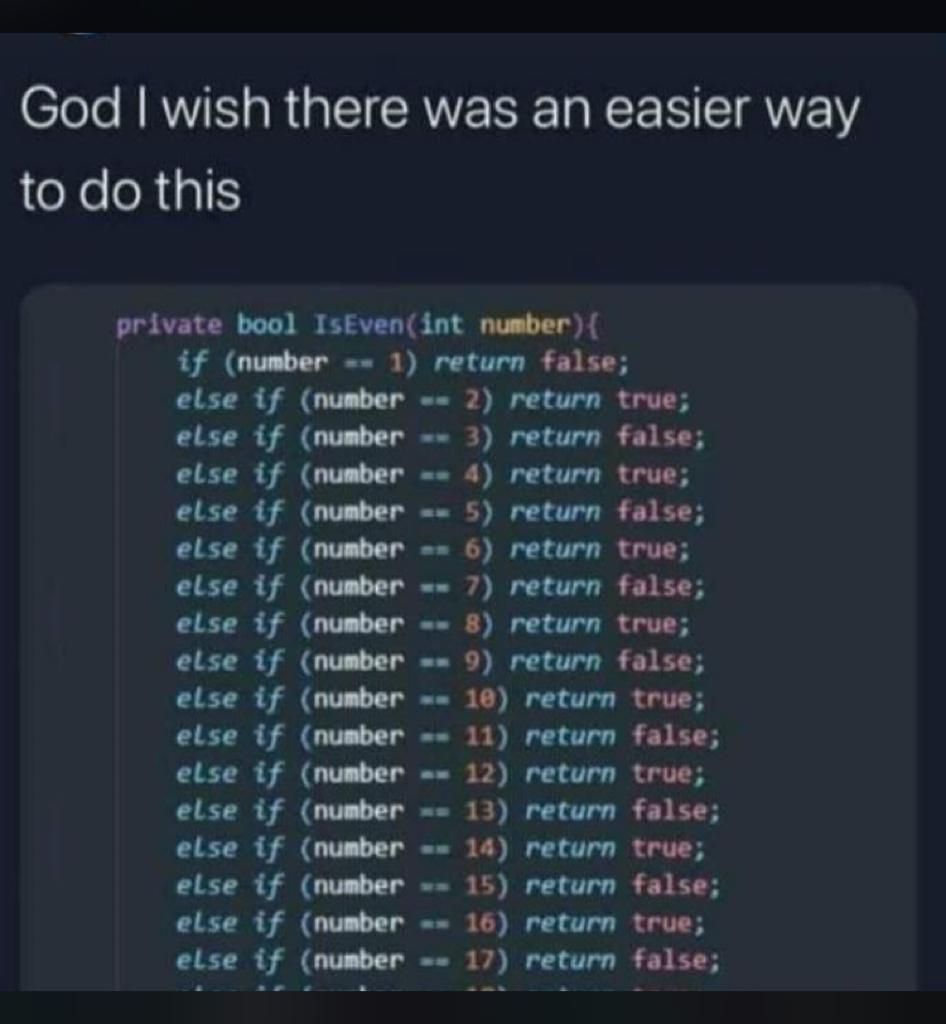 God I wish there was an easier way
to do this
private bool IsEven(int number){
if (number == 1) return false;
else if (number == 2) return true;
else if (number == 3) return false;
else if (number == 4) return true;
else if (number == 5) return false;
else if (number == 6) return true;
else if (number == 7) return false;
else if (number == 8) return true;
else if (number == 9) return false;
else if (number == 10) return true;
else if (number == 11) return false;
else if (number == 12) return true;
else if (number == 13) return false;
else if (number == 14) return true;
else if (number == 15) return false;
else if (number == 16) return true;
else if (number == 17) return false;